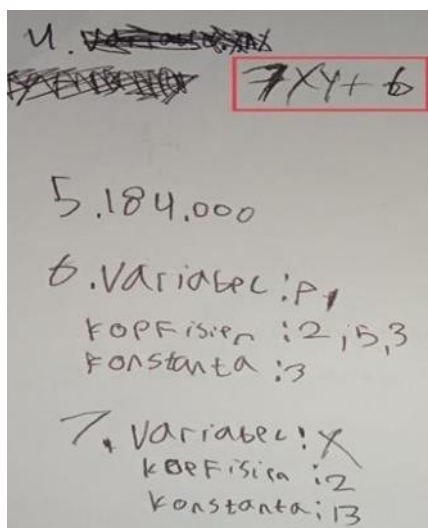 4. 7XY+6
5.184.000
6. Variabel : P,
KOPFisien : 2,5,3
Konstanta : 3
7. Variabel : X
KOEFisien : 2
Konstanta : 13